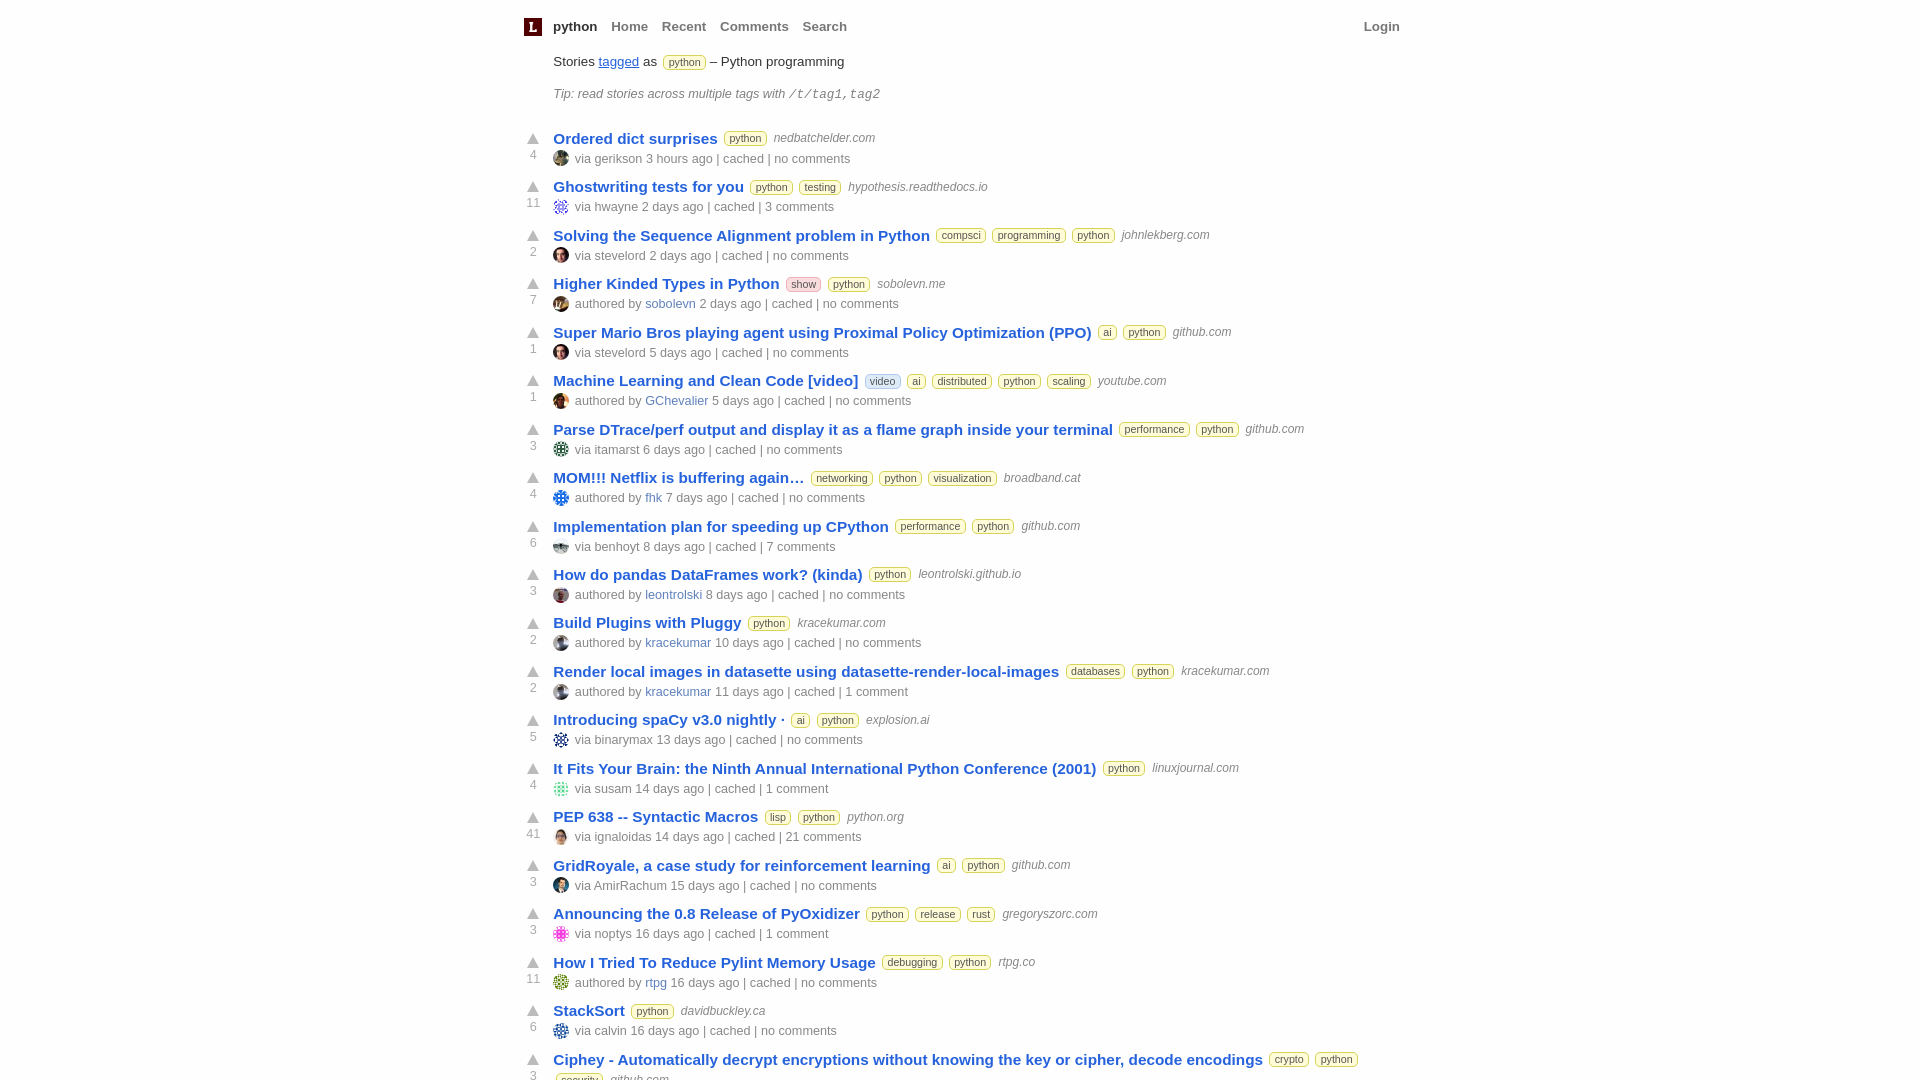 L python Home Recent Comments Search Login
Stories tagged as python – Python programming
Tip: read stories across multiple tags with /t/tag1,tag2
Ordered dict surprises python nedbatchelder.com
4 via gerikson 3 hours ago | cached | no comments
Ghostwriting tests for you python testing hypothesis.readthedocs.io
11 via hwayne 2 days ago | cached | 3 comments
Solving the Sequence Alignment problem in Python compsci programming python johnlekberg.com
2 via stevelord 2 days ago | cached | no comments
Higher Kinded Types in Python show python sobolevn.me
7 authored by sobolevn 2 days ago | cached | no comments
Super Mario Bros playing agent using Proximal Policy Optimization (PPO) ai python github.com
1 via stevelord 5 days ago | cached | no comments
Machine Learning and Clean Code [video] video ai distributed python scaling youtube.com
1 authored by GChevalier 5 days ago | cached | no comments
Parse DTrace/perf output and display it as a flame graph inside your terminal performance python github.com
3 via itamarst 6 days ago | cached | no comments
MOM!!! Netflix is buffering again… networking python visualization broadband.cat
4 authored by fhk 7 days ago | cached | no comments
Implementation plan for speeding up CPython performance python github.com
6 via benhoyt 8 days ago | cached | 7 comments
How do pandas DataFrames work? (kinda) python leontrolski.github.io
3 authored by leontrolski 8 days ago | cached | no comments
Build Plugins with Pluggy python kracekumar.com
2 authored by kracekumar 10 days ago | cached | no comments
Render local images in datasette using datasette-render-local-images databases python kracekumar.com
2 authored by kracekumar 11 days ago | cached | 1 comment
Introducing spaCy v3.0 nightly · ai python explosion.ai
5 via binarymax 13 days ago | cached | no comments
It Fits Your Brain: the Ninth Annual International Python Conference (2001) python linuxjournal.com
4 via susam 14 days ago | cached | 1 comment
PEP 638 -- Syntactic Macros lisp python python.org
41 via ignaloidas 14 days ago | cached | 21 comments
GridRoyale, a case study for reinforcement learning ai python github.com
3 via AmirRachum 15 days ago | cached | no comments
Announcing the 0.8 Release of PyOxidizer python release rust gregoryszorc.com
3 via noptys 16 days ago | cached | 1 comment
How I Tried To Reduce Pylint Memory Usage debugging python rtpg.co
11 authored by rtpg 16 days ago | cached | no comments
StackSort python davidbuckley.ca
6 via calvin 16 days ago | cached | no comments
Ciphey - Automatically decrypt encryptions without knowing the key or cipher, decode encodings crypto python
3 security github.com